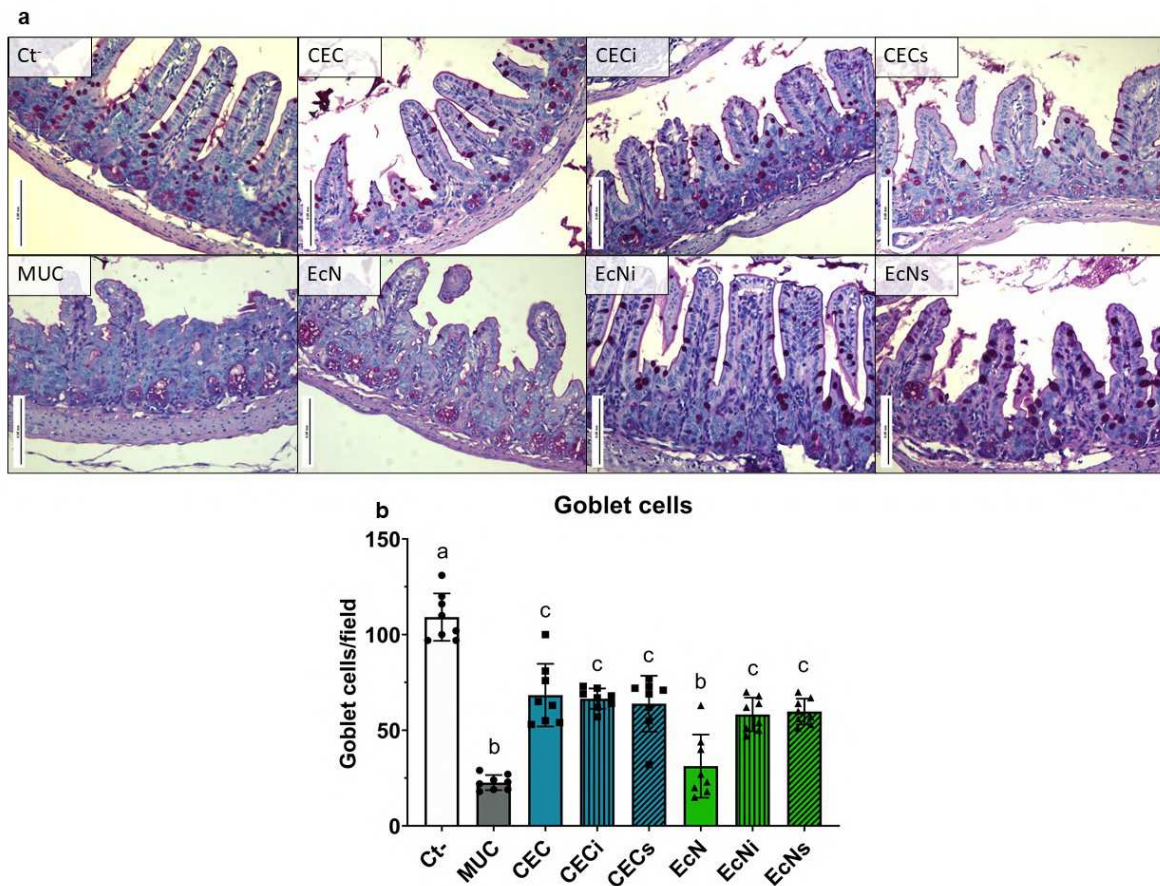 a
Ct- CEC CECi CECs
MUC EcN EcNi EcNs
b Goblet cells
Goblet cells/field
150
100
50
0
a
b
c
c
c
b
c
c
Ct- MUC CEC CECi CECs EcN EcNi EcNs